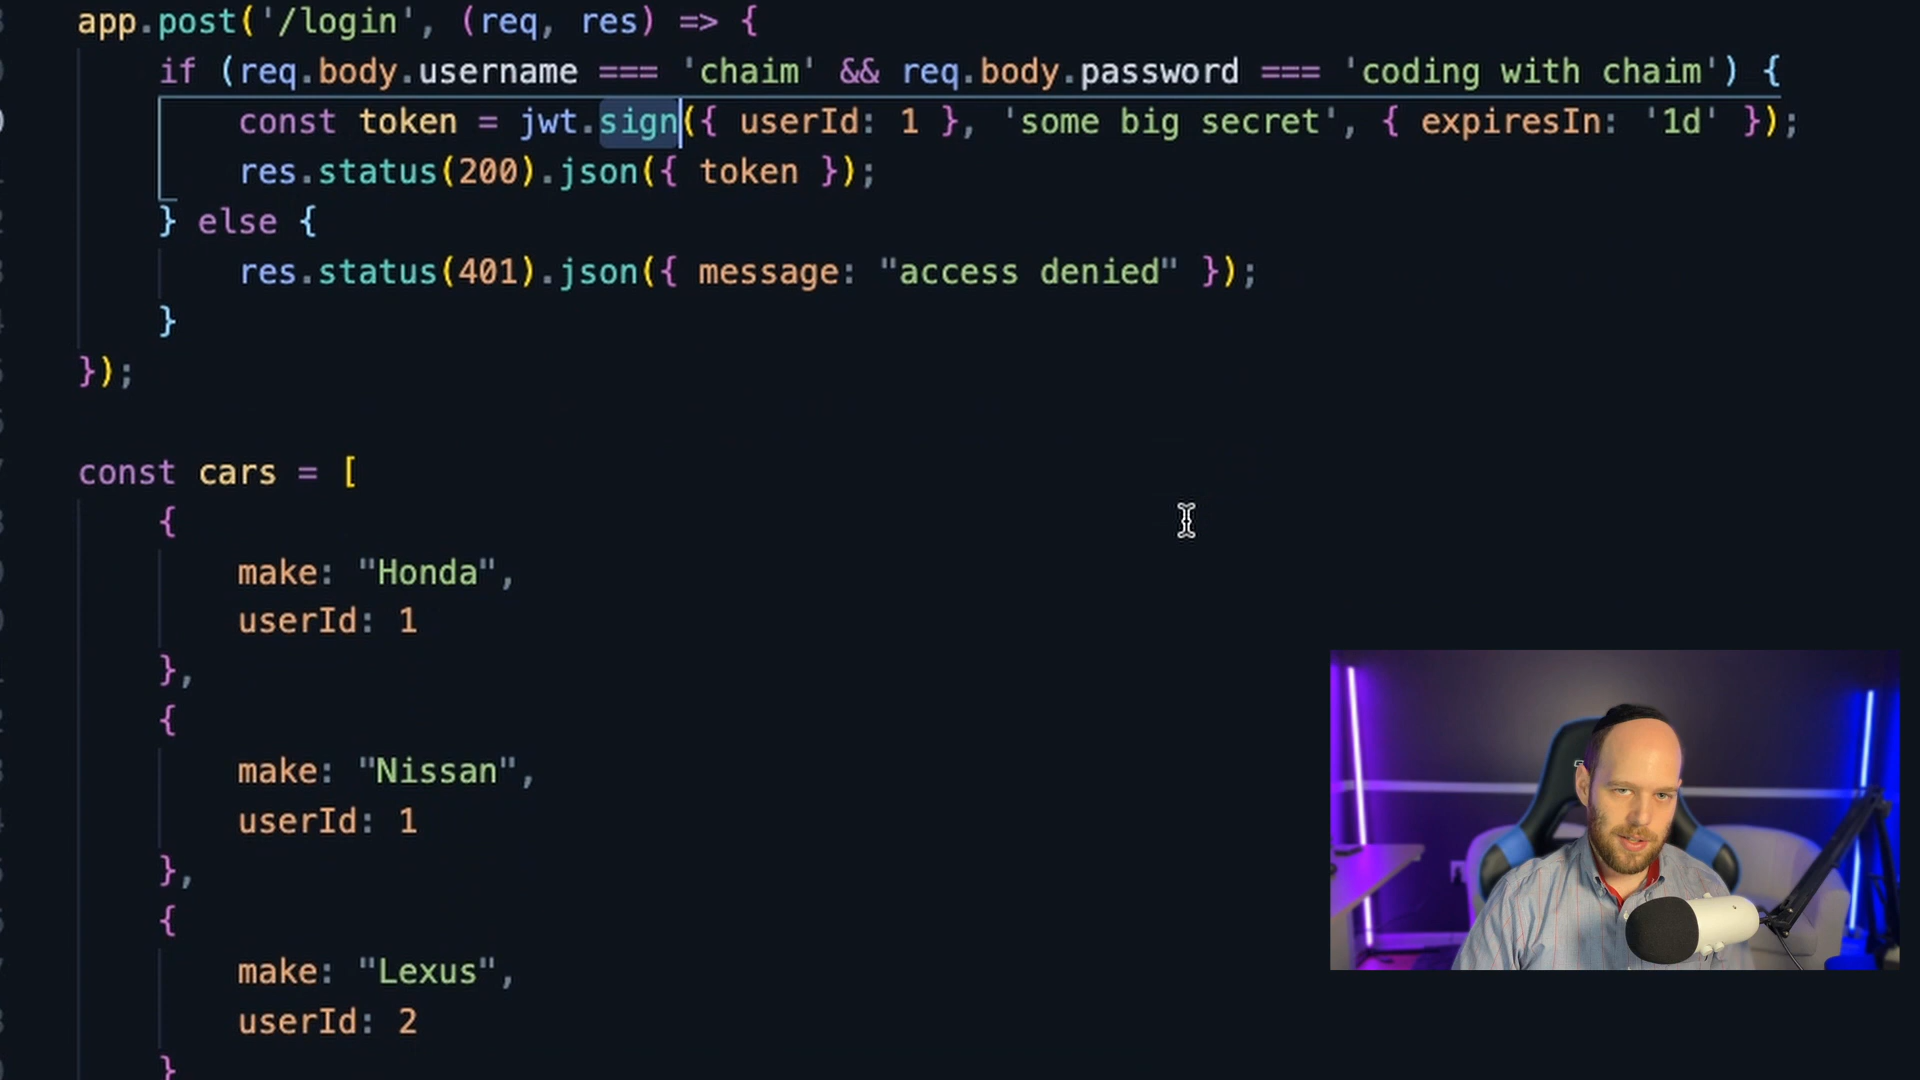 app.post('/login', (req, res) => {
if (req.body.username === 'chaim' && req.body.password === 'coding with chaim') {
const token = jwt.sign({ userId: 1 }, 'some big secret', { expiresIn: '1d' });
res.status(200).json({ token });
} else {
res.status(401).json({ message: "access denied" });
}
});
const cars = [
{
make: "Honda",
userId: 1
},
{
make: "Nissan",
userId: 1
},
{
make: "Lexus",
userId: 2
}